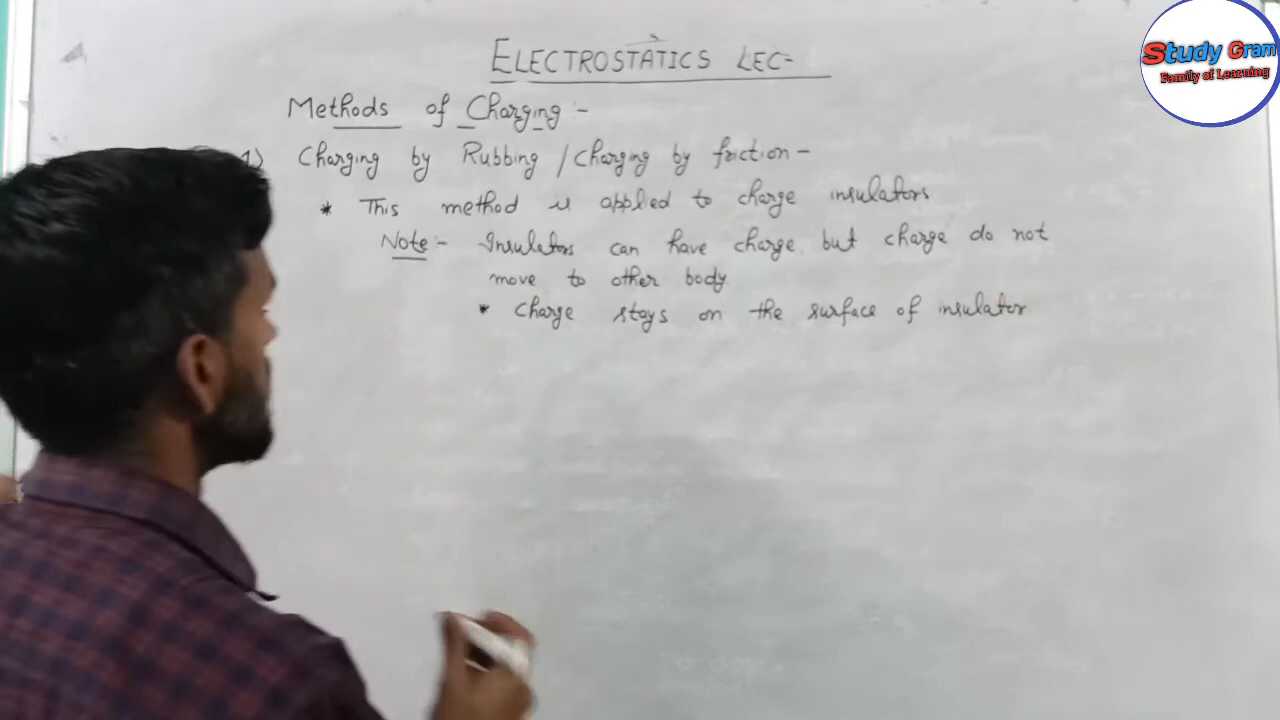 ELECTROSTATICS LEC-
Methods of Charging :-
1) Charging by Rubbing / Charging by friction -
* This method is applied to charge insulators
Note :- Insulators can have charge but charge do not
move to other body
* Charge stays on the surface of insulator
Study Gram
Family of Learning